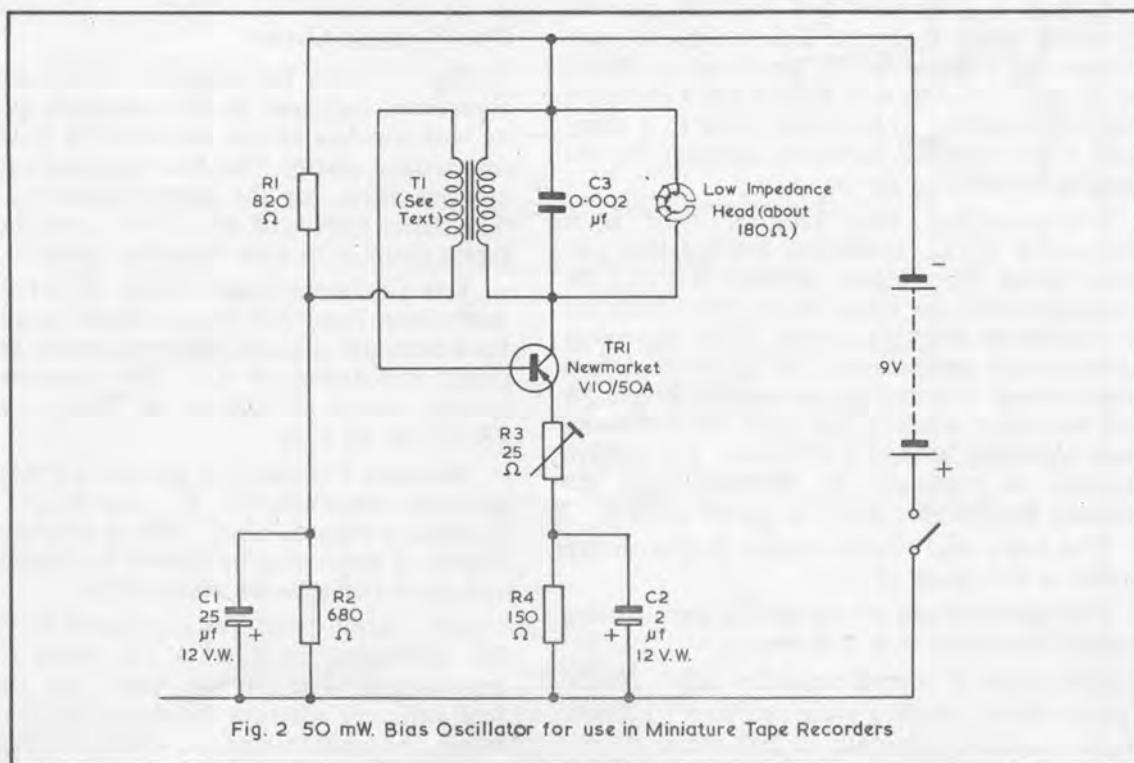 R1
820
Ω
T1
(See
Text)
C3
0·002
μf
Low Impedance
Head (about
180Ω)
-
TR1
Newmarket
V10/50A
9V
R3
25
Ω
+
C1
25
μf
12 V.W.
+
R2
680
Ω
R4
150
Ω
C2
2
μf
12 V.W.
+
Fig. 2 50 mW. Bias Oscillator for use in Miniature Tape Recorders